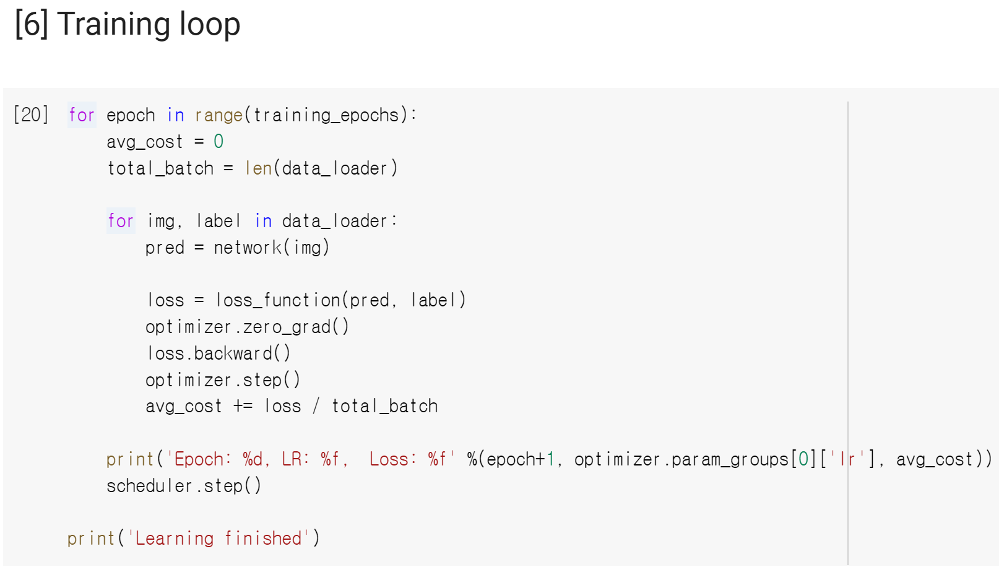 [6] Training loop
[20] for epoch in range(training_epochs):
avg_cost = 0
total_batch = len(data_loader)
for img, label in data_loader:
pred = network(img)
loss = loss_function(pred, label)
optimizer.zero_grad()
loss.backward()
optimizer.step()
avg_cost += loss / total_batch
print('Epoch: %d, LR: %f,  Loss: %f' %(epoch+1, optimizer.param_groups[0]['lr'], avg_cost))
scheduler.step()
print('Learning finished')